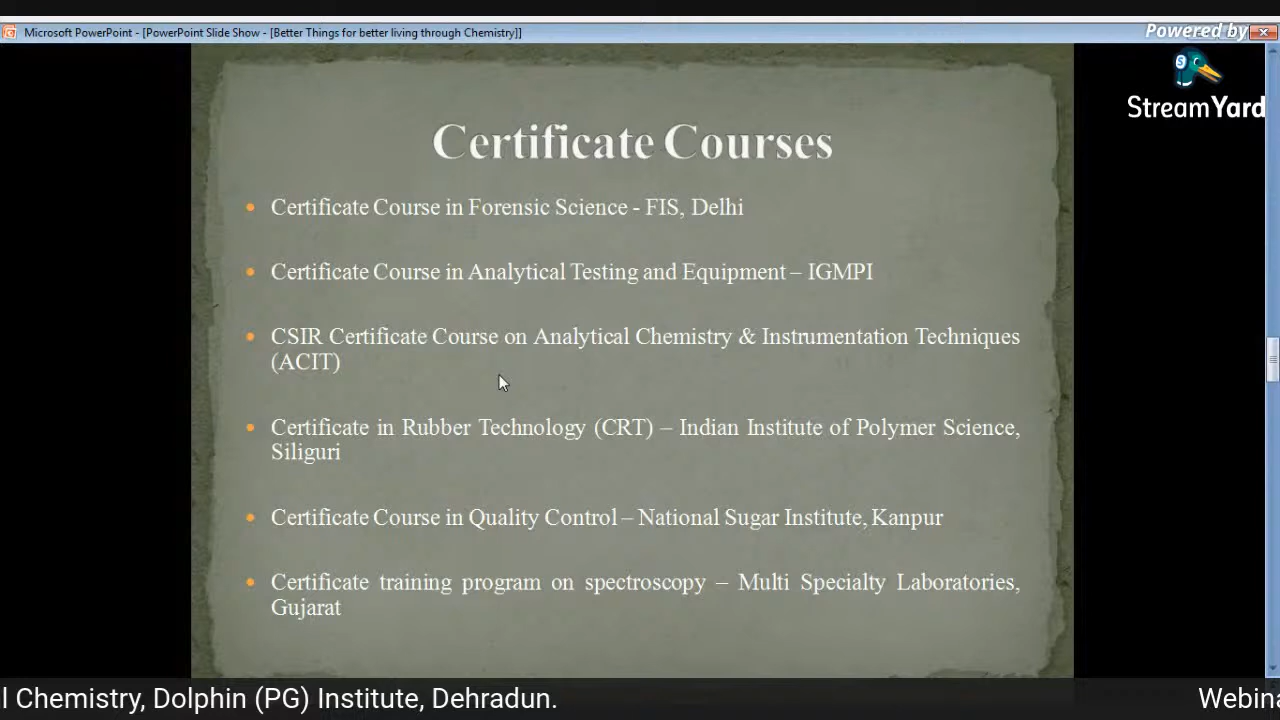 Microsoft PowerPoint - [PowerPoint Slide Show - [Better Things for better living through Chemistry]]
Powered by
StreamYard
Certificate Courses
• Certificate Course in Forensic Science - FIS, Delhi
• Certificate Course in Analytical Testing and Equipment – IGMPI
• CSIR Certificate Course on Analytical Chemistry & Instrumentation Techniques
(ACIT)
• Certificate in Rubber Technology (CRT) – Indian Institute of Polymer Science,
Siliguri
• Certificate Course in Quality Control – National Sugar Institute, Kanpur
• Certificate training program on spectroscopy – Multi Specialty Laboratories,
Gujarat
l Chemistry, Dolphin (PG) Institute, Dehradun. Webina